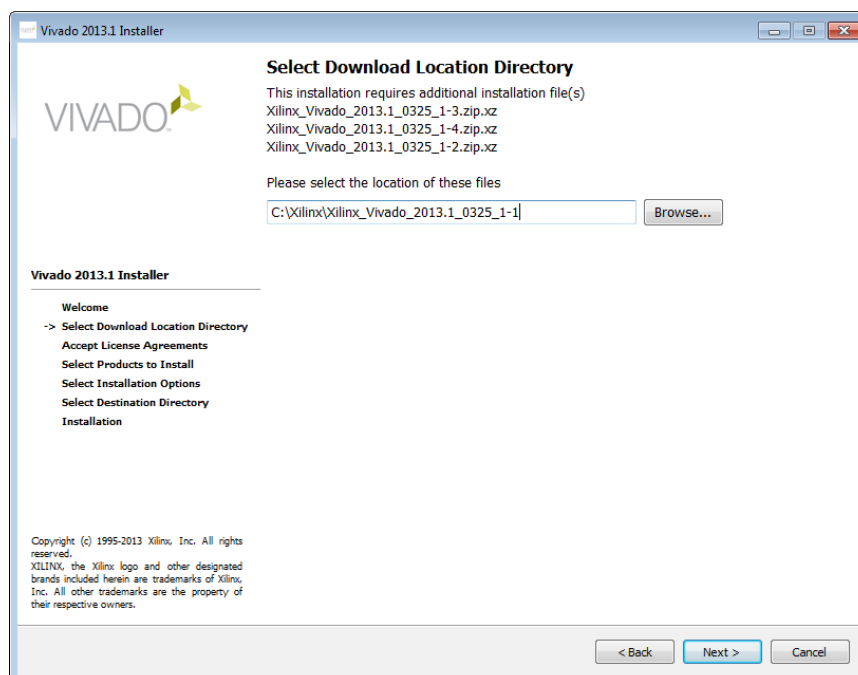 Vivado 2013.1 Installer
VIVADO
Select Download Location Directory
This installation requires additional installation file(s)
Xilinx_Vivado_2013.1_0325_1-3.zip.xz
Xilinx_Vivado_2013.1_0325_1-4.zip.xz
Xilinx_Vivado_2013.1_0325_1-2.zip.xz
Please select the location of these files
C:\Xilinx\Xilinx_Vivado_2013.1_0325_1-1
Browse...
Vivado 2013.1 Installer
Welcome
-> Select Download Location Directory
Accept License Agreements
Select Products to Install
Select Installation Options
Select Destination Directory
Installation
Copyright (c) 1995-2013 Xilinx, Inc. All rights
reserved.
XILINX, the Xilinx logo and other designated
brands included herein are trademarks of Xilinx,
Inc. All other trademarks are the property of
their respective owners.
< Back
Next >
Cancel